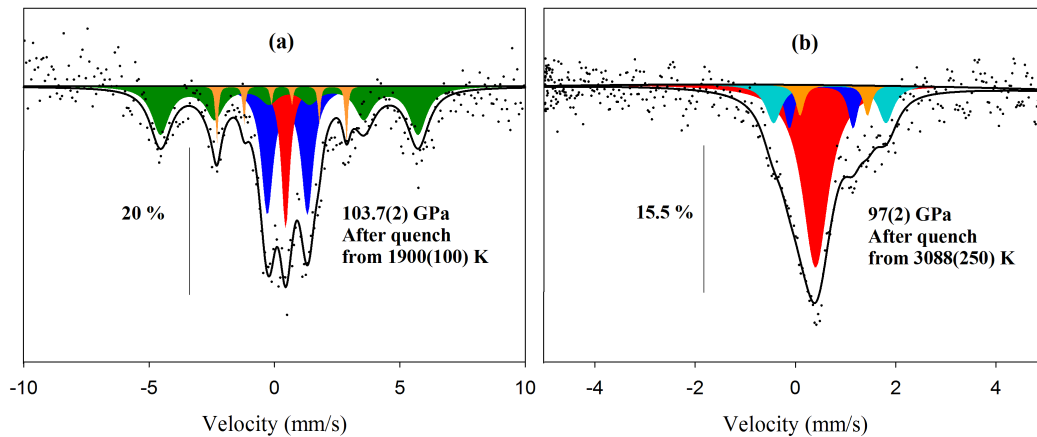 (a)
20 %
103.7(2) GPa
After quench
from 1900(100) K
-10
-5
0
5
10
Velocity (mm/s)
(b)
15.5 %
97(2) GPa
After quench
from 3088(250) K
-4
-2
0
2
4
Velocity (mm/s)